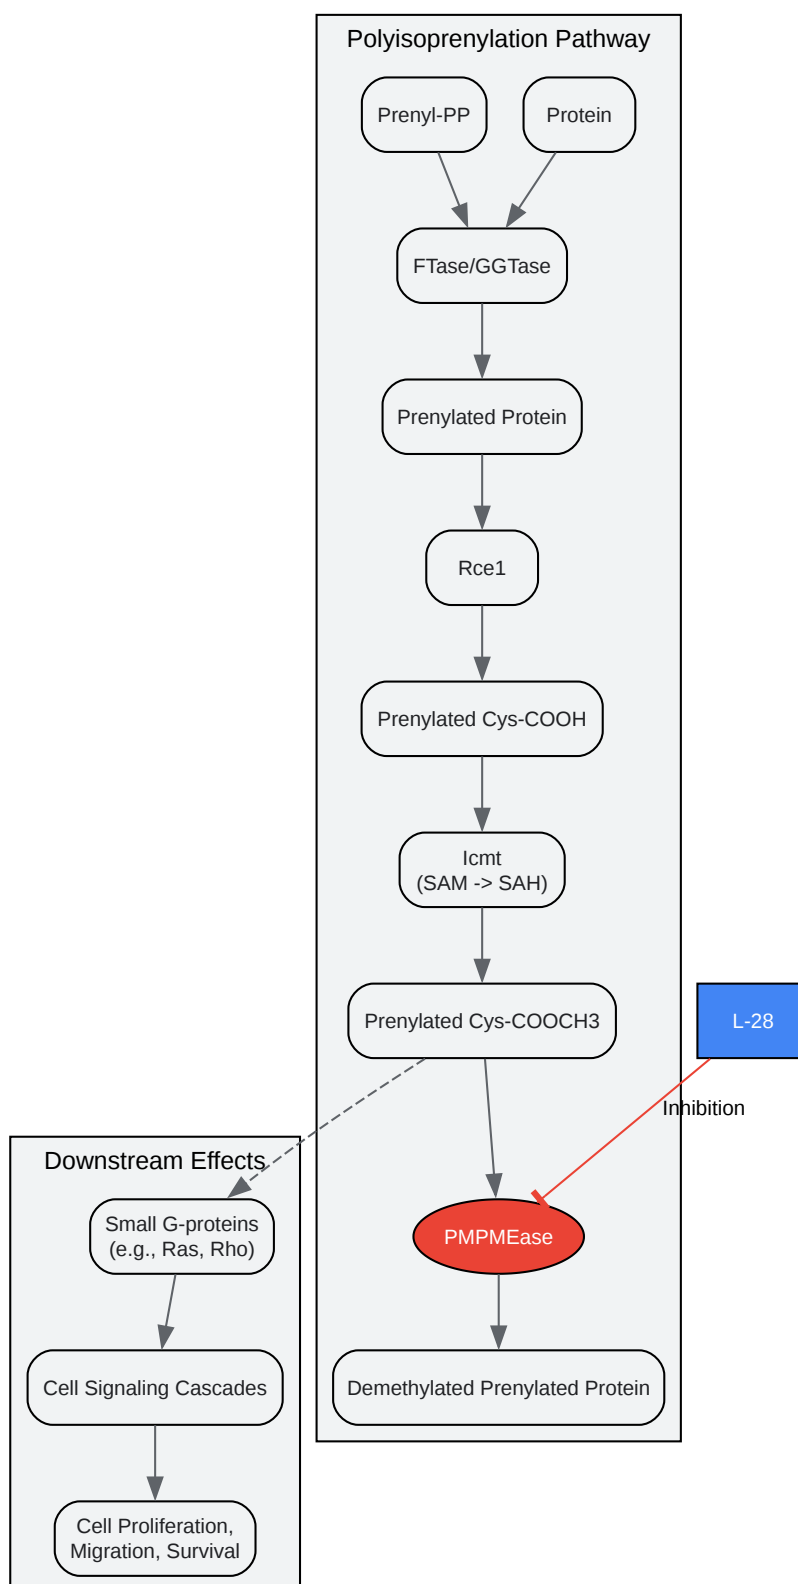 Polyisoprenylation Pathway
Prenyl-PP
Protein
FTase/GGTase
Prenylated Protein
Rce1
Prenylated Cys-COOH
Icmt
(SAM -> SAH)
Prenylated Cys-COOCH3
L-28
Inhibition
Downstream Effects
Small G-proteins
(e.g., Ras, Rho)
PMPMEase
Cell Signaling Cascades
Demethylated Prenylated Protein
Cell Proliferation,
Migration, Survival